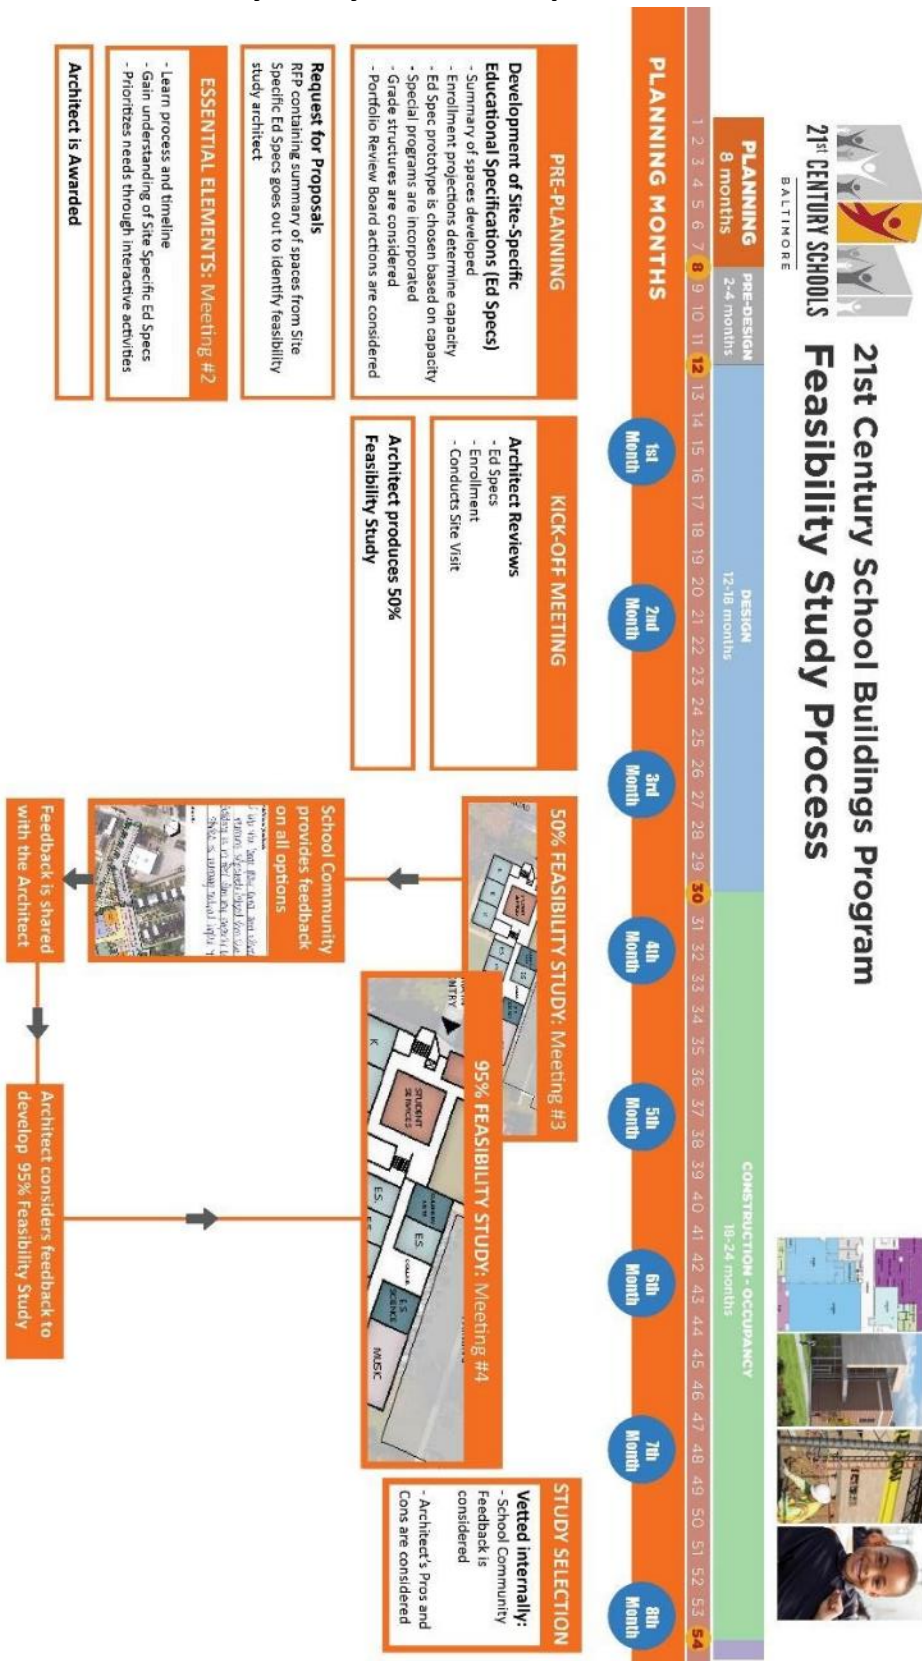 21st CENTURY SCHOOLS
BALTIMORE
21st Century School Buildings Program
Feasibility Study Process
PLANNING
8 months
PRE-DESIGN
2-4 months
DESIGN
12-18 months
CONSTRUCTION - OCCUPANCY
18-24 months
1 2 3 4 5 6 7 8 9 10 11 12 13 14 15 16 17 18 19 20 21 22 23 24 25 26 27 28 29 30 31 32 33 34 35 36 37 38 39 40 41 42 43 44 45 46 47 48 49 50 51 52 53 54
PLANNING MONTHS
1st
Month
2nd
Month
3rd
Month
4th
Month
5th
Month
6th
Month
7th
Month
8th
Month
PRE-PLANNING
Development of Site-Specific
Educational Specifications (Ed Specs)
- Summary of spaces developed
- Enrollment projections determine capacity
- Ed Spec prototype is chosen based on capacity
• Special programs are incorporated
- Grade structures are considered
- Portfolio Review Board actions are considered
Request for Proposals
RFP containing summary of spaces from Site
Specific Ed Specs goes out to identify feasibility
study architect
ESSENTIAL ELEMENTS: Meeting #2
- Learn process and timeline
- Gain understanding of Site Specific Ed Specs
- Prioritizes needs through interactive activities
Architect is Awarded
KICK-OFF MEETING
Architect Reviews
- Ed Specs
- Enrollment
- Conducts Site Visit
Architect produces 50%
Feasibility Study
50% FEASIBILITY STUDY: Meeting #3
School Community
provides feedback
on all options
Feedback is shared
with the Architect
Architect considers feedback to
develop 95% Feasibility Study
95% FEASIBILITY STUDY: Meeting #4
STUDENT
SERVICES
K
E.S.
E.S.
E.S.
SCIENCE
MUSIC
STUDY SELECTION
Vetted internally:
- School Community
Feedback is
considered
- Architect's Pros and
Cons are considered